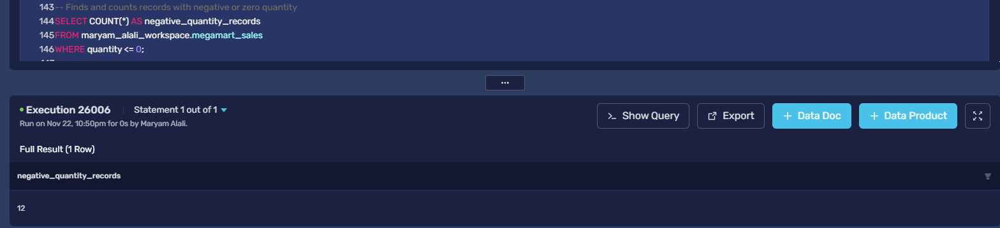 143-- Finds and counts records with negative or zero quantity
144SELECT COUNT(*) AS negative_quantity_records
145FROM maryam_alali_workspace.megamart_sales
146WHERE quantity <= 0;
...
Execution 26006 Statement 1 out of 1
Run on Nov 22, 10:50pm for 0s by Maryam Alali.
Show Query Export + Data Doc + Data Product
Full Result (1 Row)
negative_quantity_records
12